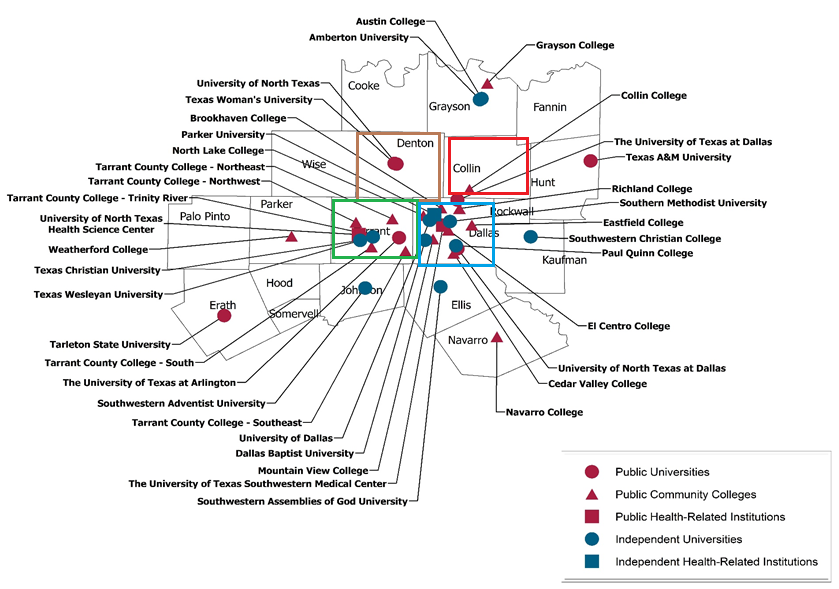 Austin College
Amberton University
Grayson College
Cooke
Grayson
Fannin
University of North Texas
Texas Woman's University
Collin College
Brookhaven College
Parker University
Denton
The University of Texas at Dallas
North Lake College
Texas A&M University
Wise
Collin
Tarrant County College - Northeast
Tarrant County College - Northwest
Hunt
Richland College
Tarrant County College - Trinity River
Parker
Southern Methodist University
Palo Pinto
Rockwall
University of North Texas
Health Science Center
Eastfield College
Dallas
Southwestern Christian College
Weatherford College
Paul Quinn College
Kaufman
Texas Christian University
Hood
Johnson
Texas Wesleyan University
Erath
Somervell
Ellis
El Centro College
Tarleton State University
Navarro
Tarrant County College - South
University of North Texas at Dallas
The University of Texas at Arlington
Cedar Valley College
Southwestern Adventist University
Navarro College
Tarrant County College - Southeast
University of Dallas
Dallas Baptist University
Mountain View College
The University of Texas Southwestern Medical Center
Southwestern Assemblies of God University
Public Universities
Public Community Colleges
Public Health-Related Institutions
Independent Universities
Independent Health-Related Institutions